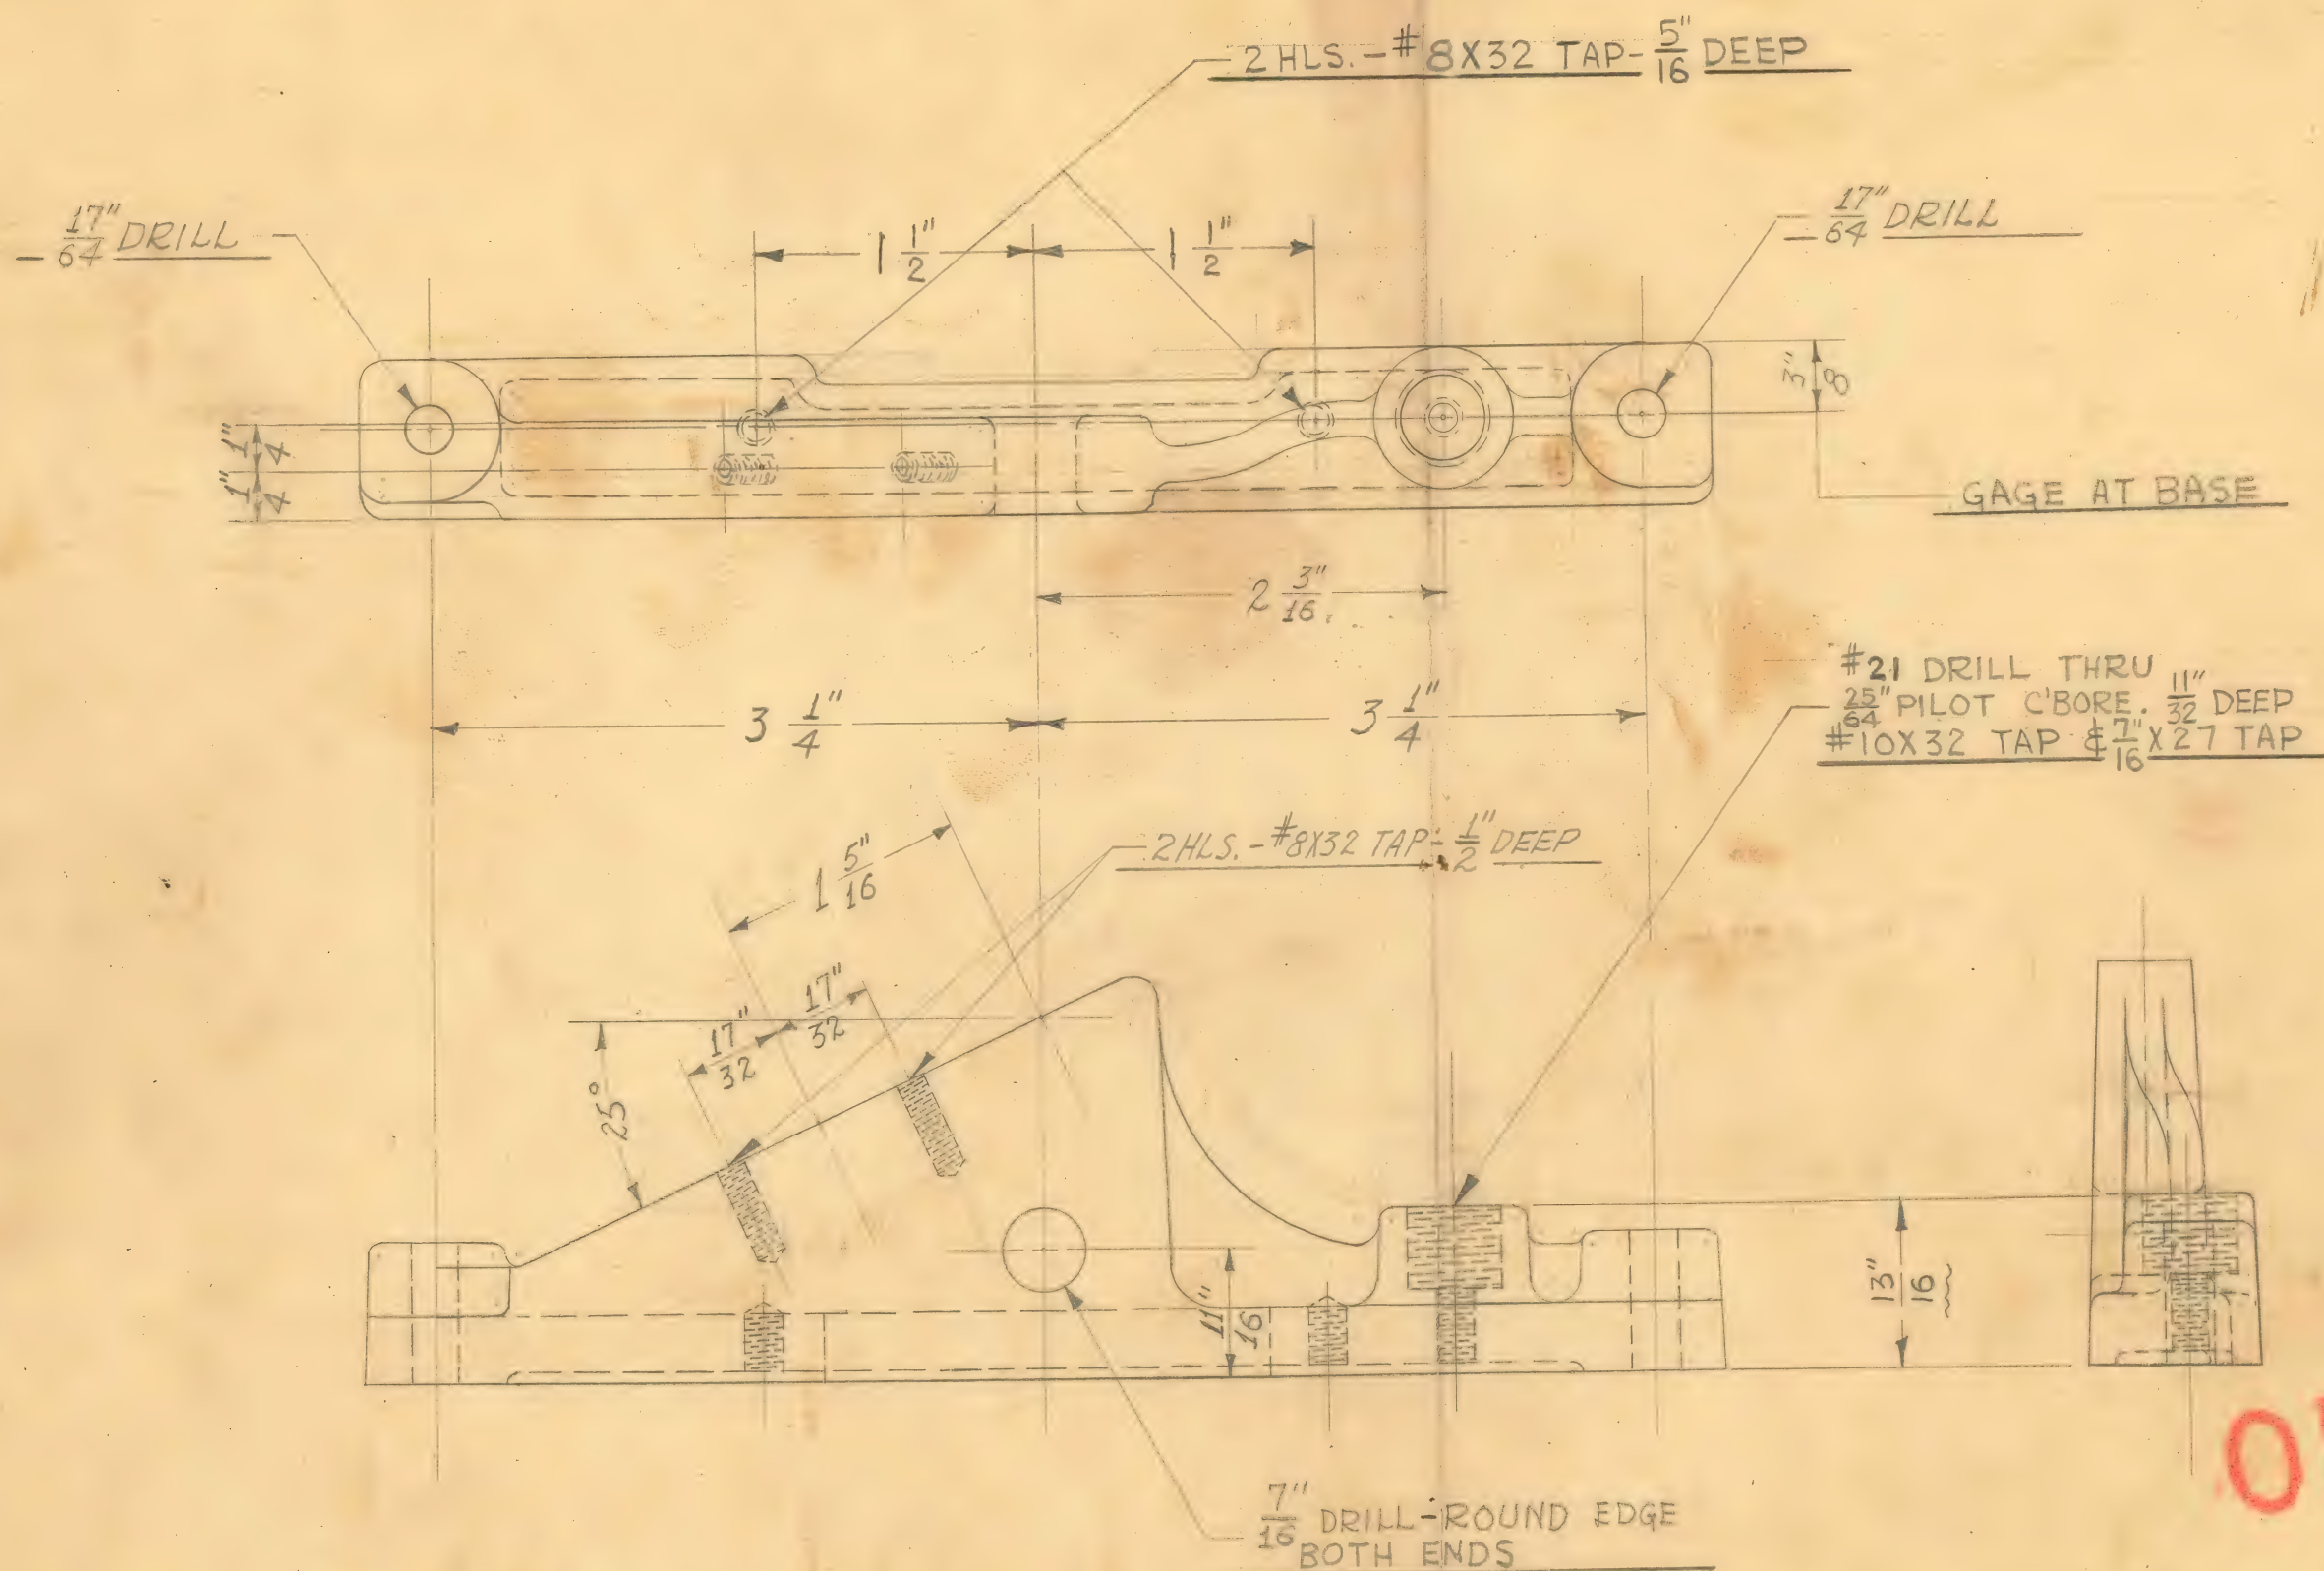 2 HLS. - #8X32 TAP - 5/16" DEEP
17/64" DRILL
1 1/2"
1 1/2"
17/64" DRILL
3/8"
1/4"
1/4"
GAGE AT BASE
2 3/16"
3 1/4"
3 1/4"
#21 DRILL THRU
25/64" PILOT C'BORE. 11/32" DEEP
#10X32 TAP & 7/16" X27 TAP
2 HLS. - #8X32 TAP - 1/2" DEEP
1 5/16"
17/32"
17/32"
25°
11/16"
13/16"
7/16" DRILL - ROUND EDGE
BOTH ENDS